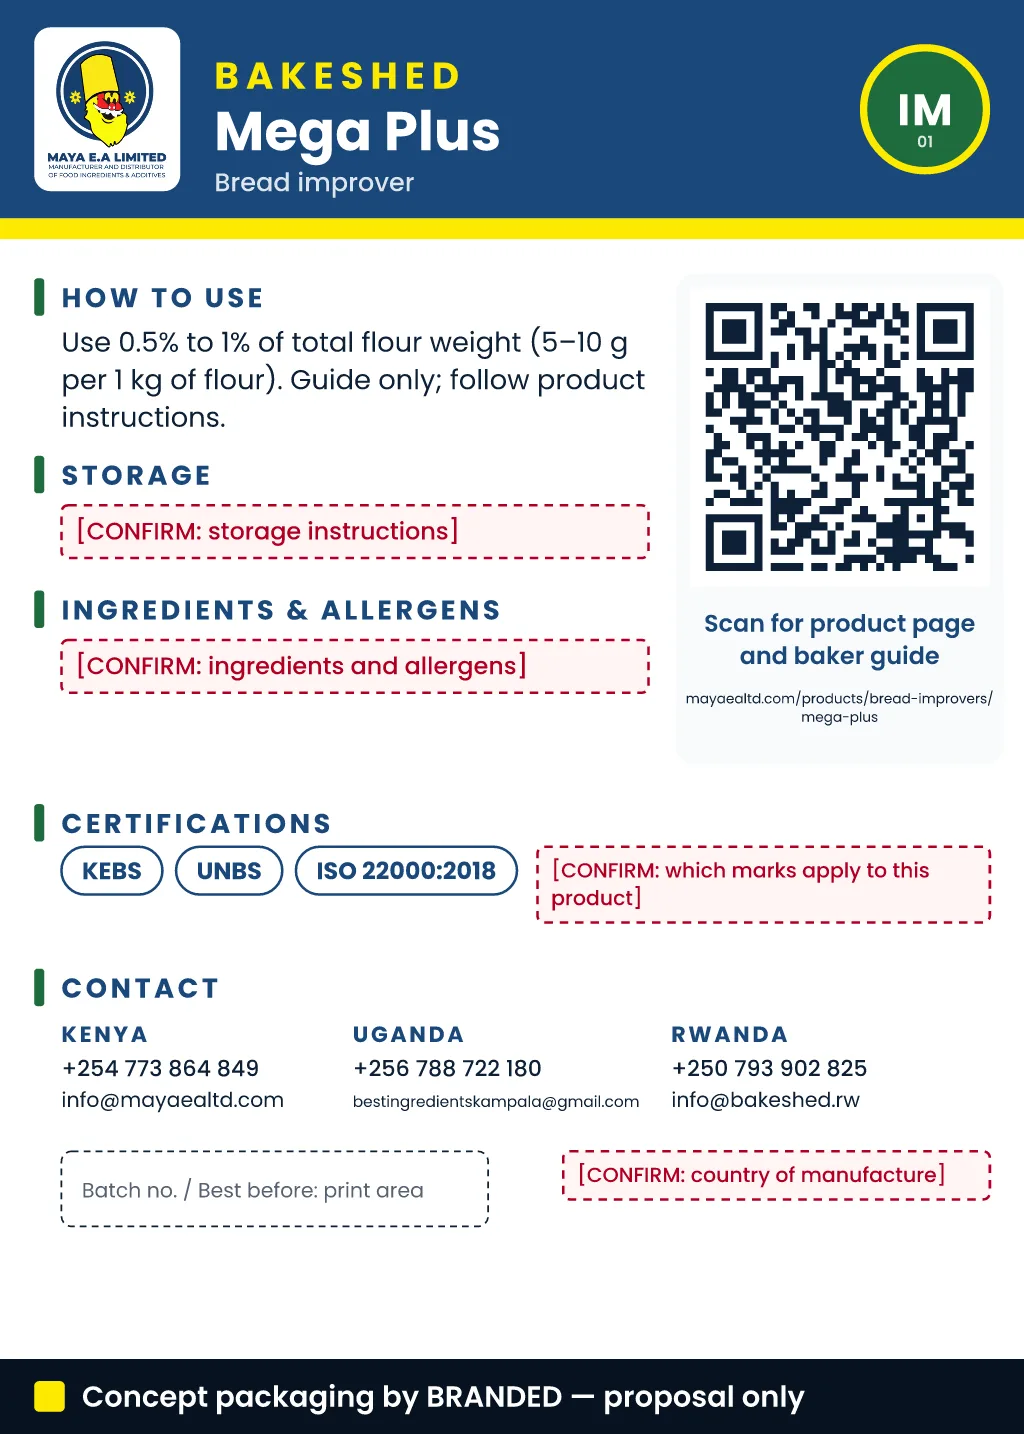 MAYA E.A LIMITED
MANUFACTURER AND DISTRIBUTOR
OF FOOD INGREDIENTS & ADDITIVES
BAKESHED
Mega Plus
Bread improver
IM
01
HOW TO USE
Use 0.5% to 1% of total flour weight (5–10 g
per 1 kg of flour). Guide only; follow product
instructions.
STORAGE
[CONFIRM: storage instructions]
INGREDIENTS & ALLERGENS
[CONFIRM: ingredients and allergens]
Scan for product page
and baker guide
mayaealtd.com/products/bread-improvers/
mega-plus
CERTIFICATIONS
KEBS
UNBS
ISO 22000:2018
[CONFIRM: which marks apply to this
product]
CONTACT
KENYA
+254 773 864 849
info@mayaealtd.com
UGANDA
+256 788 722 180
bestingredientskampala@gmail.com
RWANDA
+250 793 902 825
info@bakeshed.rw
Batch no. / Best before: print area
[CONFIRM: country of manufacture]
Concept packaging by BRANDED — proposal only